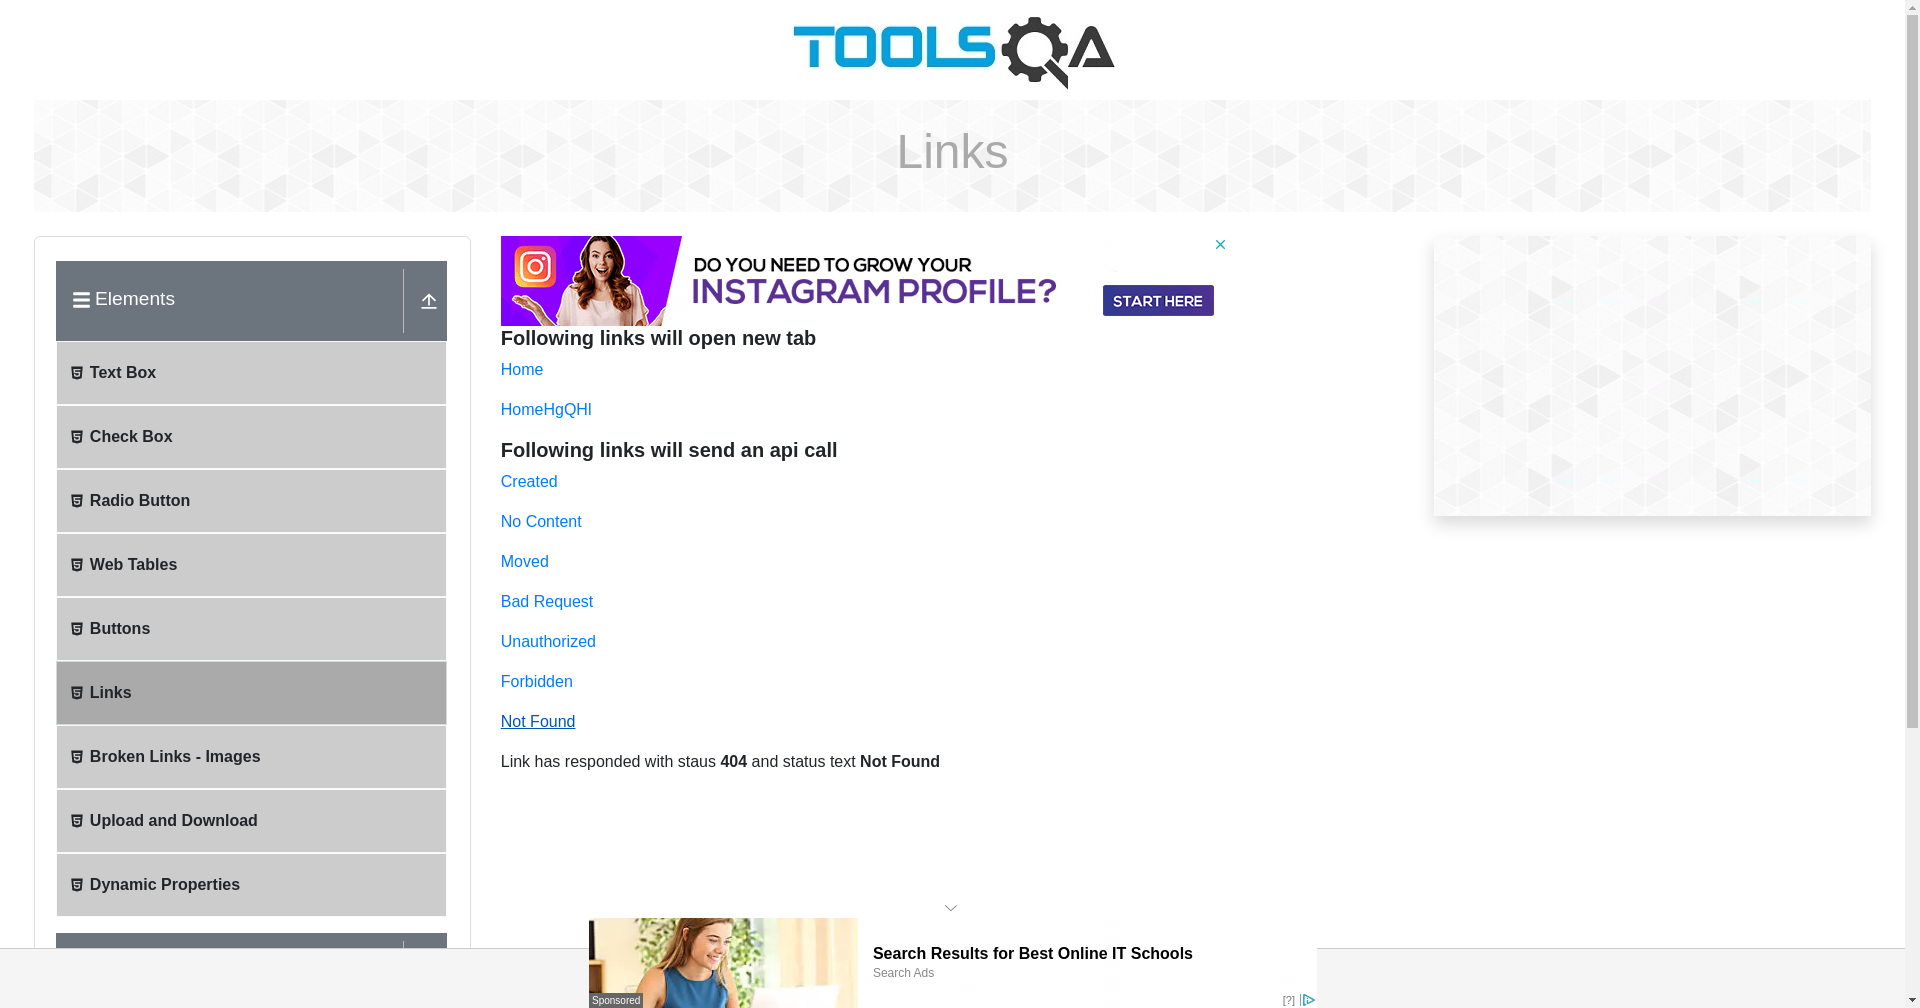 TOOLSQA
Links
Elements
Text Box
Check Box
Radio Button
Web Tables
Buttons
Links
Broken Links - Images
Upload and Download
Dynamic Properties
DO YOU NEED TO GROW YOUR
INSTAGRAM PROFILE?
START HERE
Following links will open new tab
Home
HomeHgQHl
Following links will send an api call
Created
No Content
Moved
Bad Request
Unauthorized
Forbidden
Not Found
Link has responded with staus 404 and status text Not Found
Search Results for Best Online IT Schools
Search Ads
Sponsored
[?]